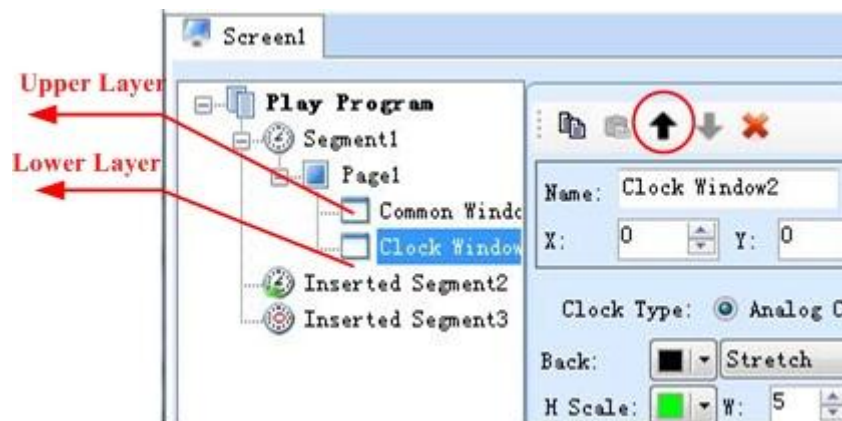 Screen1
Upper Layer
Play Program
Segment1
Lower Layer
Page1
Common
Clock Window
Inserted Segment2
Inserted Segment3
Name: Clock Window2
X: 0 Y: 0
Clock Type: Analog
Back: Stretch
H Scale: W: 5